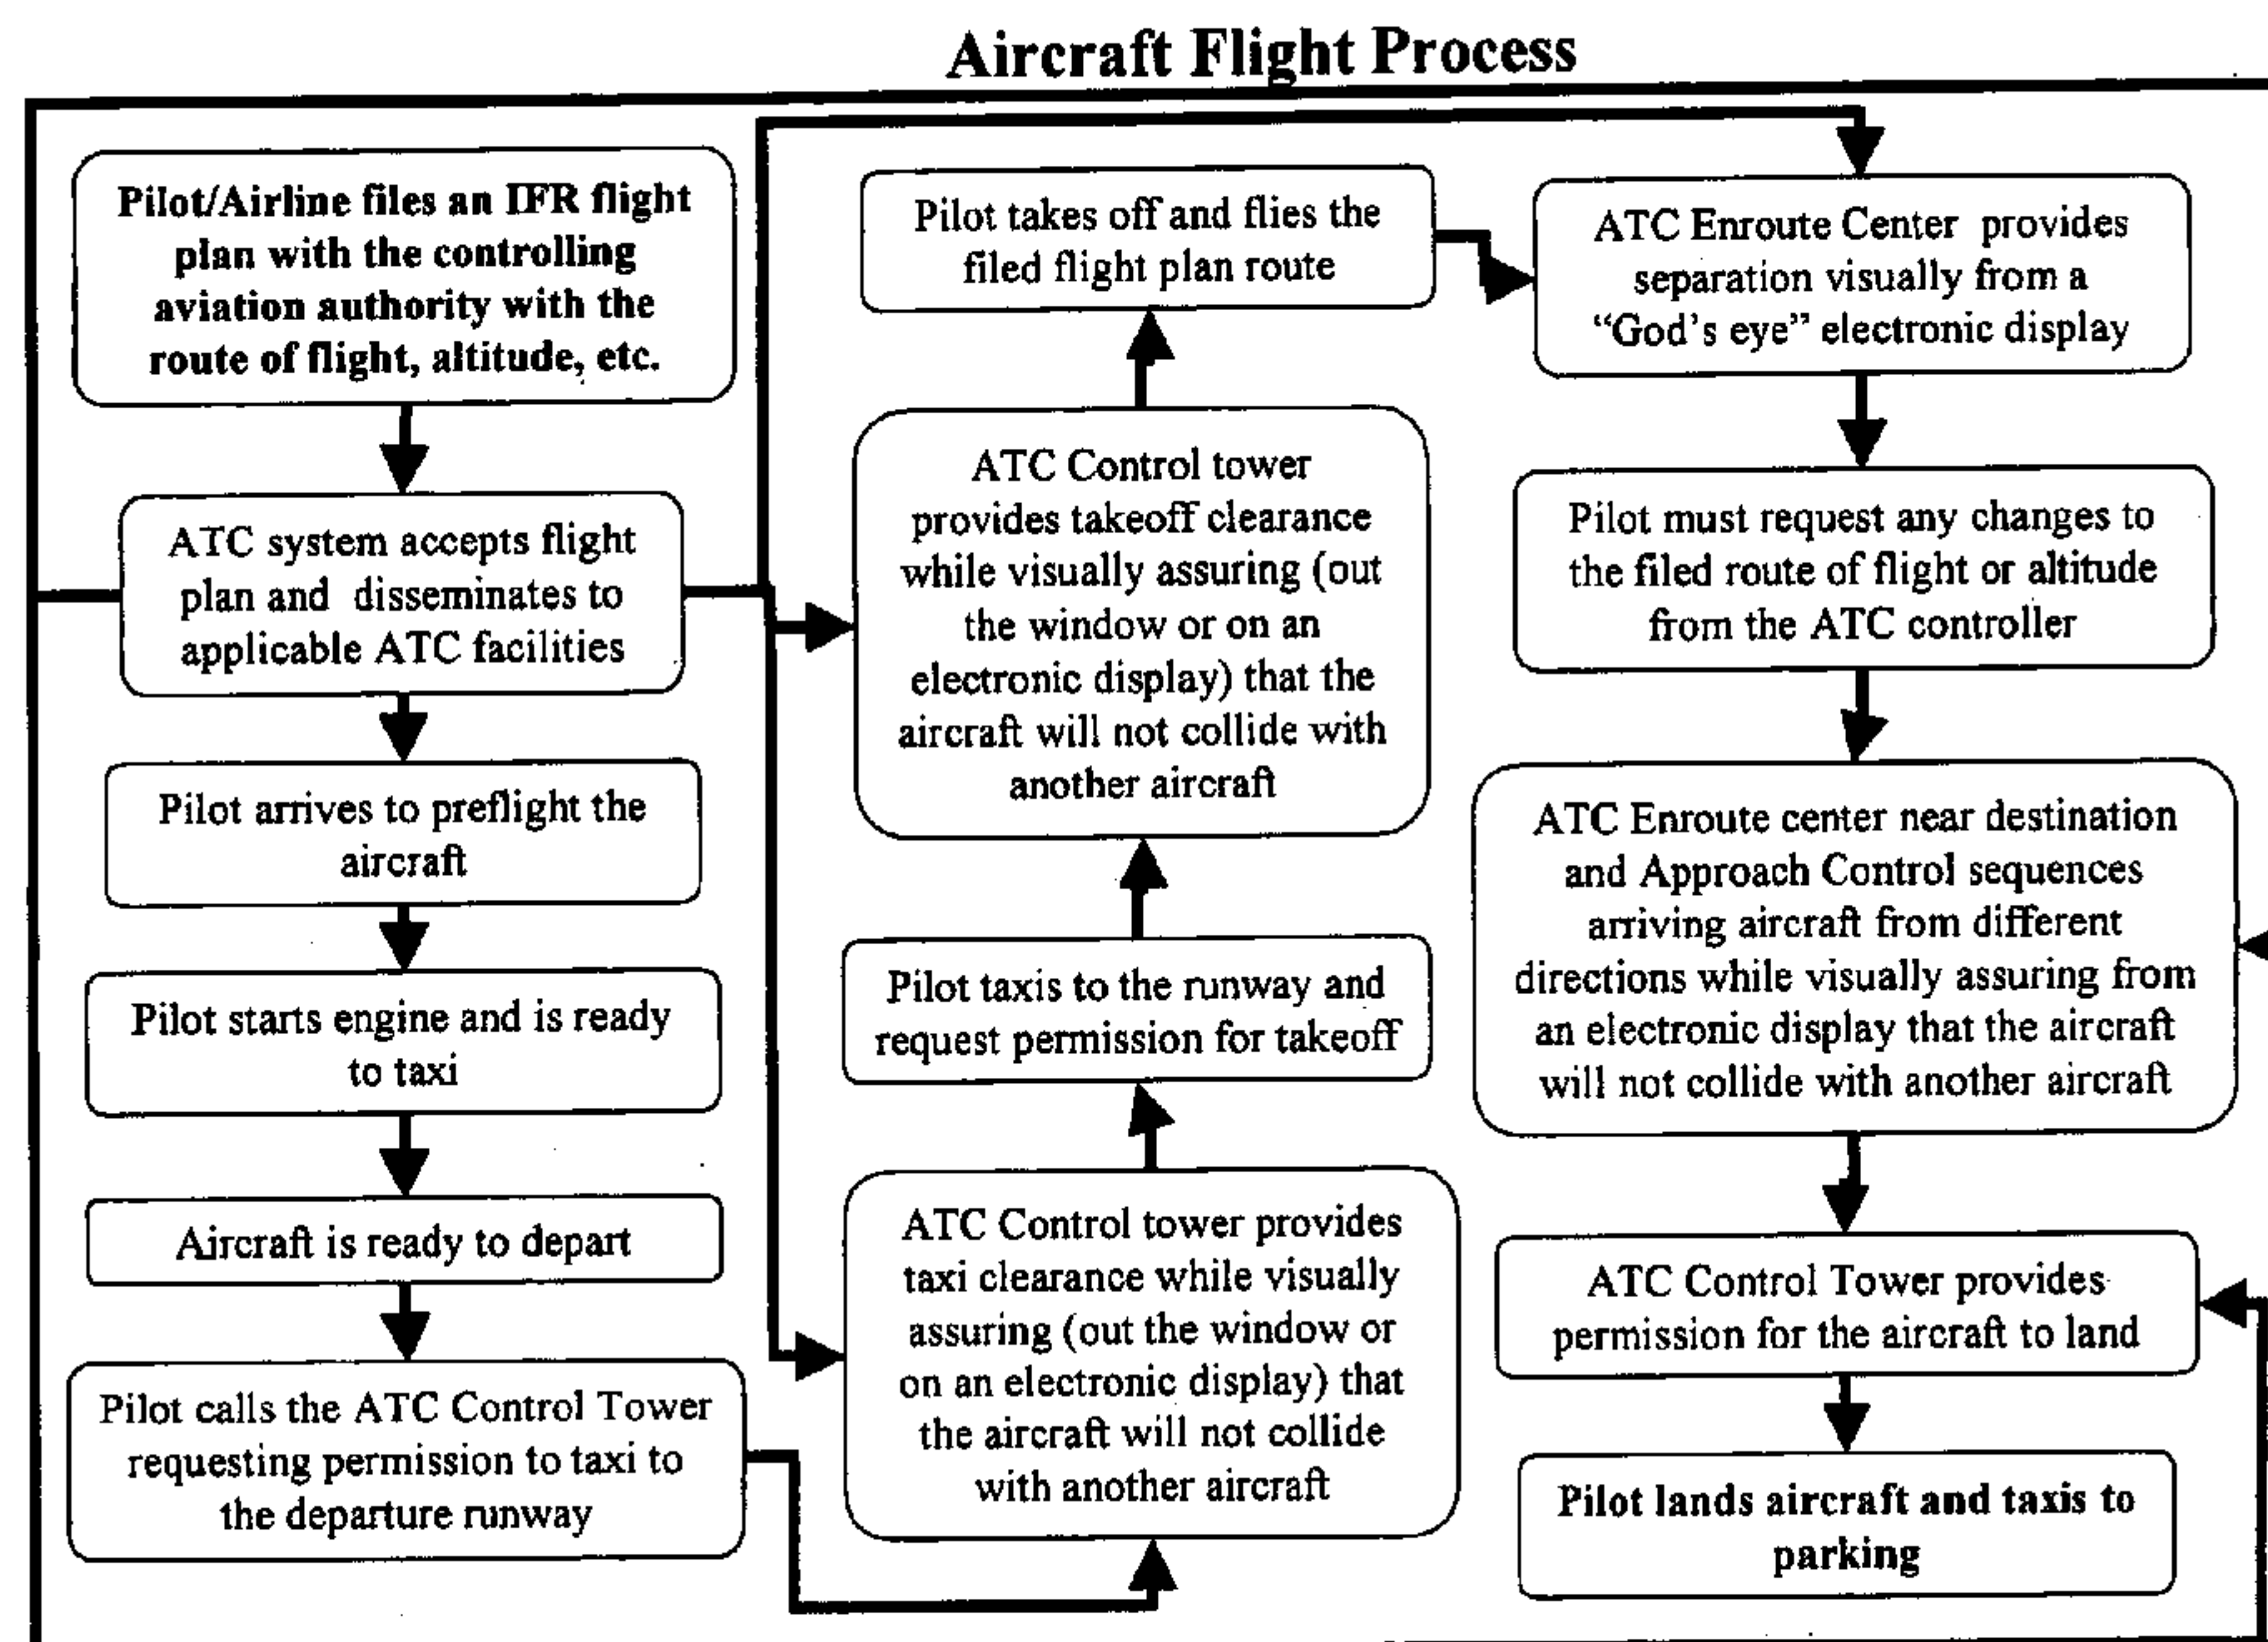 Aircraft Flight Process
Pilot/Airline files an IFR flight
plan with the controlling
aviation authority with the
route of flight, altitude, etc.
ATC system accepts flight
plan and disseminates to
applicable ATC facilities
Pilot arrives to preflight the
aircraft
Pilot starts engine and is ready
to taxi
Aircraft is ready to depart
Pilot calls the ATC Control Tower
requesting permission to taxi to
the departure runway
Pilot takes off and flies the
filed flight plan route
ATC Control tower
provides takeoff clearance
while visually assuring (out
the window or on an
electronic display) that the
aircraft will not collide with
another aircraft
Pilot taxis to the runway and
request permission for takeoff
ATC Control tower provides
taxi clearance while visually
assuring (out the window or
on an electronic display) that
the aircraft will not collide
with another aircraft
ATC Enroute Center provides
separation visually from a
“God’s eye” electronic display
Pilot must request any changes to
the filed route of flight or altitude
from the ATC controller
ATC Enroute center near destination
and Approach Control sequences
arriving aircraft from different
directions while visually assuring from
an electronic display that the aircraft
will not collide with another aircraft
ATC Control Tower provides
permission for the aircraft to land
Pilot lands aircraft and taxis to
parking